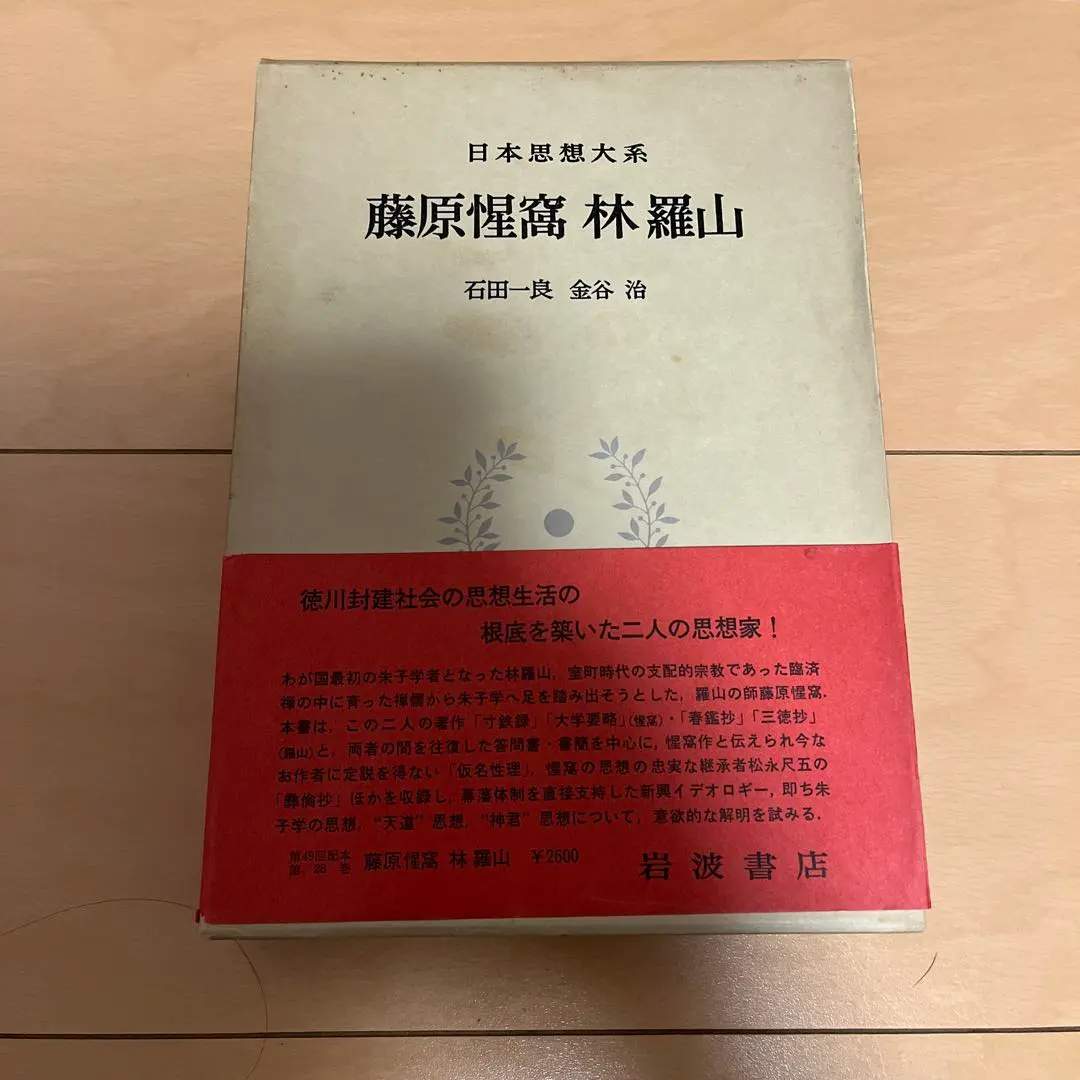 日本思想大系
藤原惺窩 林 羅山
石田一良 金谷 治
徳川封建社会の思想生活の
根底を築いた二人の思想家！
わが国最初の朱子学者となった林羅山，室町時代の支配的宗教であった臨済
禅の中に育った禅儒から朱子学へ足を踏み出そうとした，羅山の師藤原惺窩．
本書は，この二人の著作「寸鉄録」「大学要略」（惺窩）・「春鑑抄」「三徳抄」
（羅山）と，両者の間を往復した答問書・書簡を中心に，惺窩作と伝えられ今な
お作者に定説を得ない「仮名性理」，惺窩の思想の忠実な継承者松永尺五の
「彝倫抄」ほかを収録し，幕藩体制を直接支持した新興イデオロギー，即ち朱
子学の思想，“天道”思想，“神君”思想について，意欲的な解明を試みる．
第49回配本
第 28 巻
藤原惺窩 林 羅山 ￥2600
岩波書店